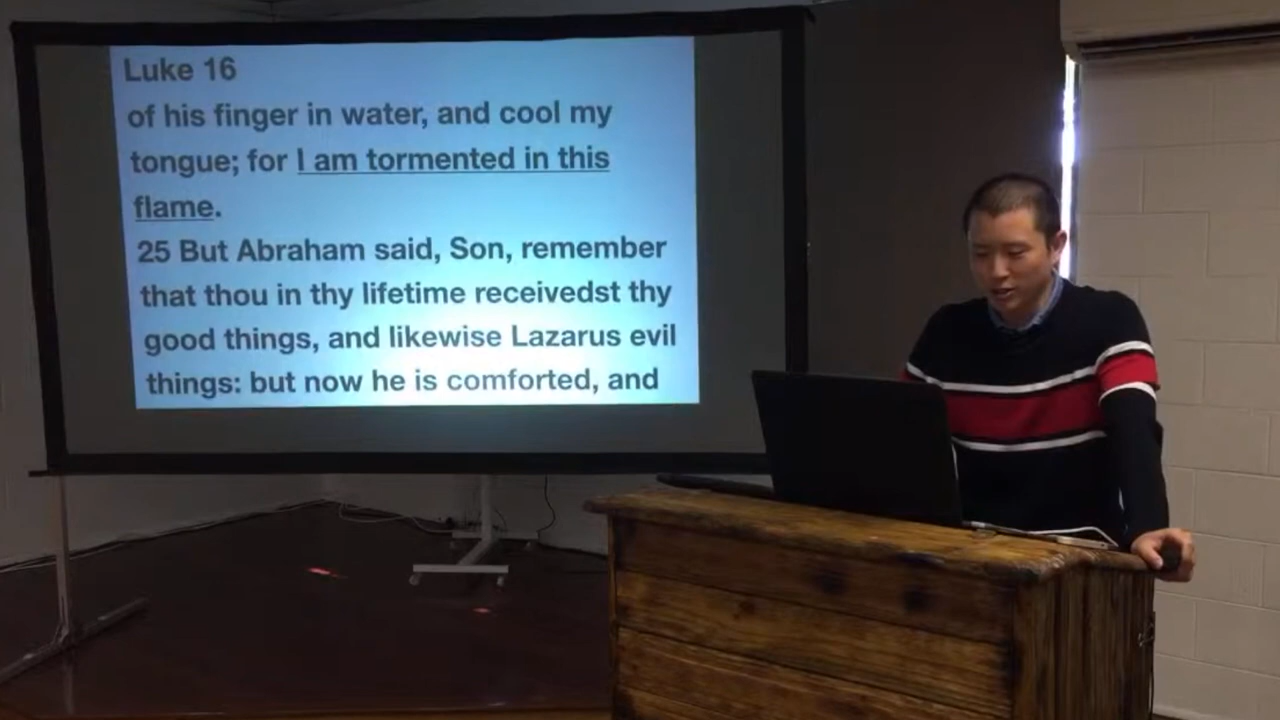 Luke 16
of his finger in water, and cool my
tongue; for I am tormented in this
flame.
25 But Abraham said, Son, remember
that thou in thy lifetime receivedst thy
good things, and likewise Lazarus evil
things: but now he is comforted, and